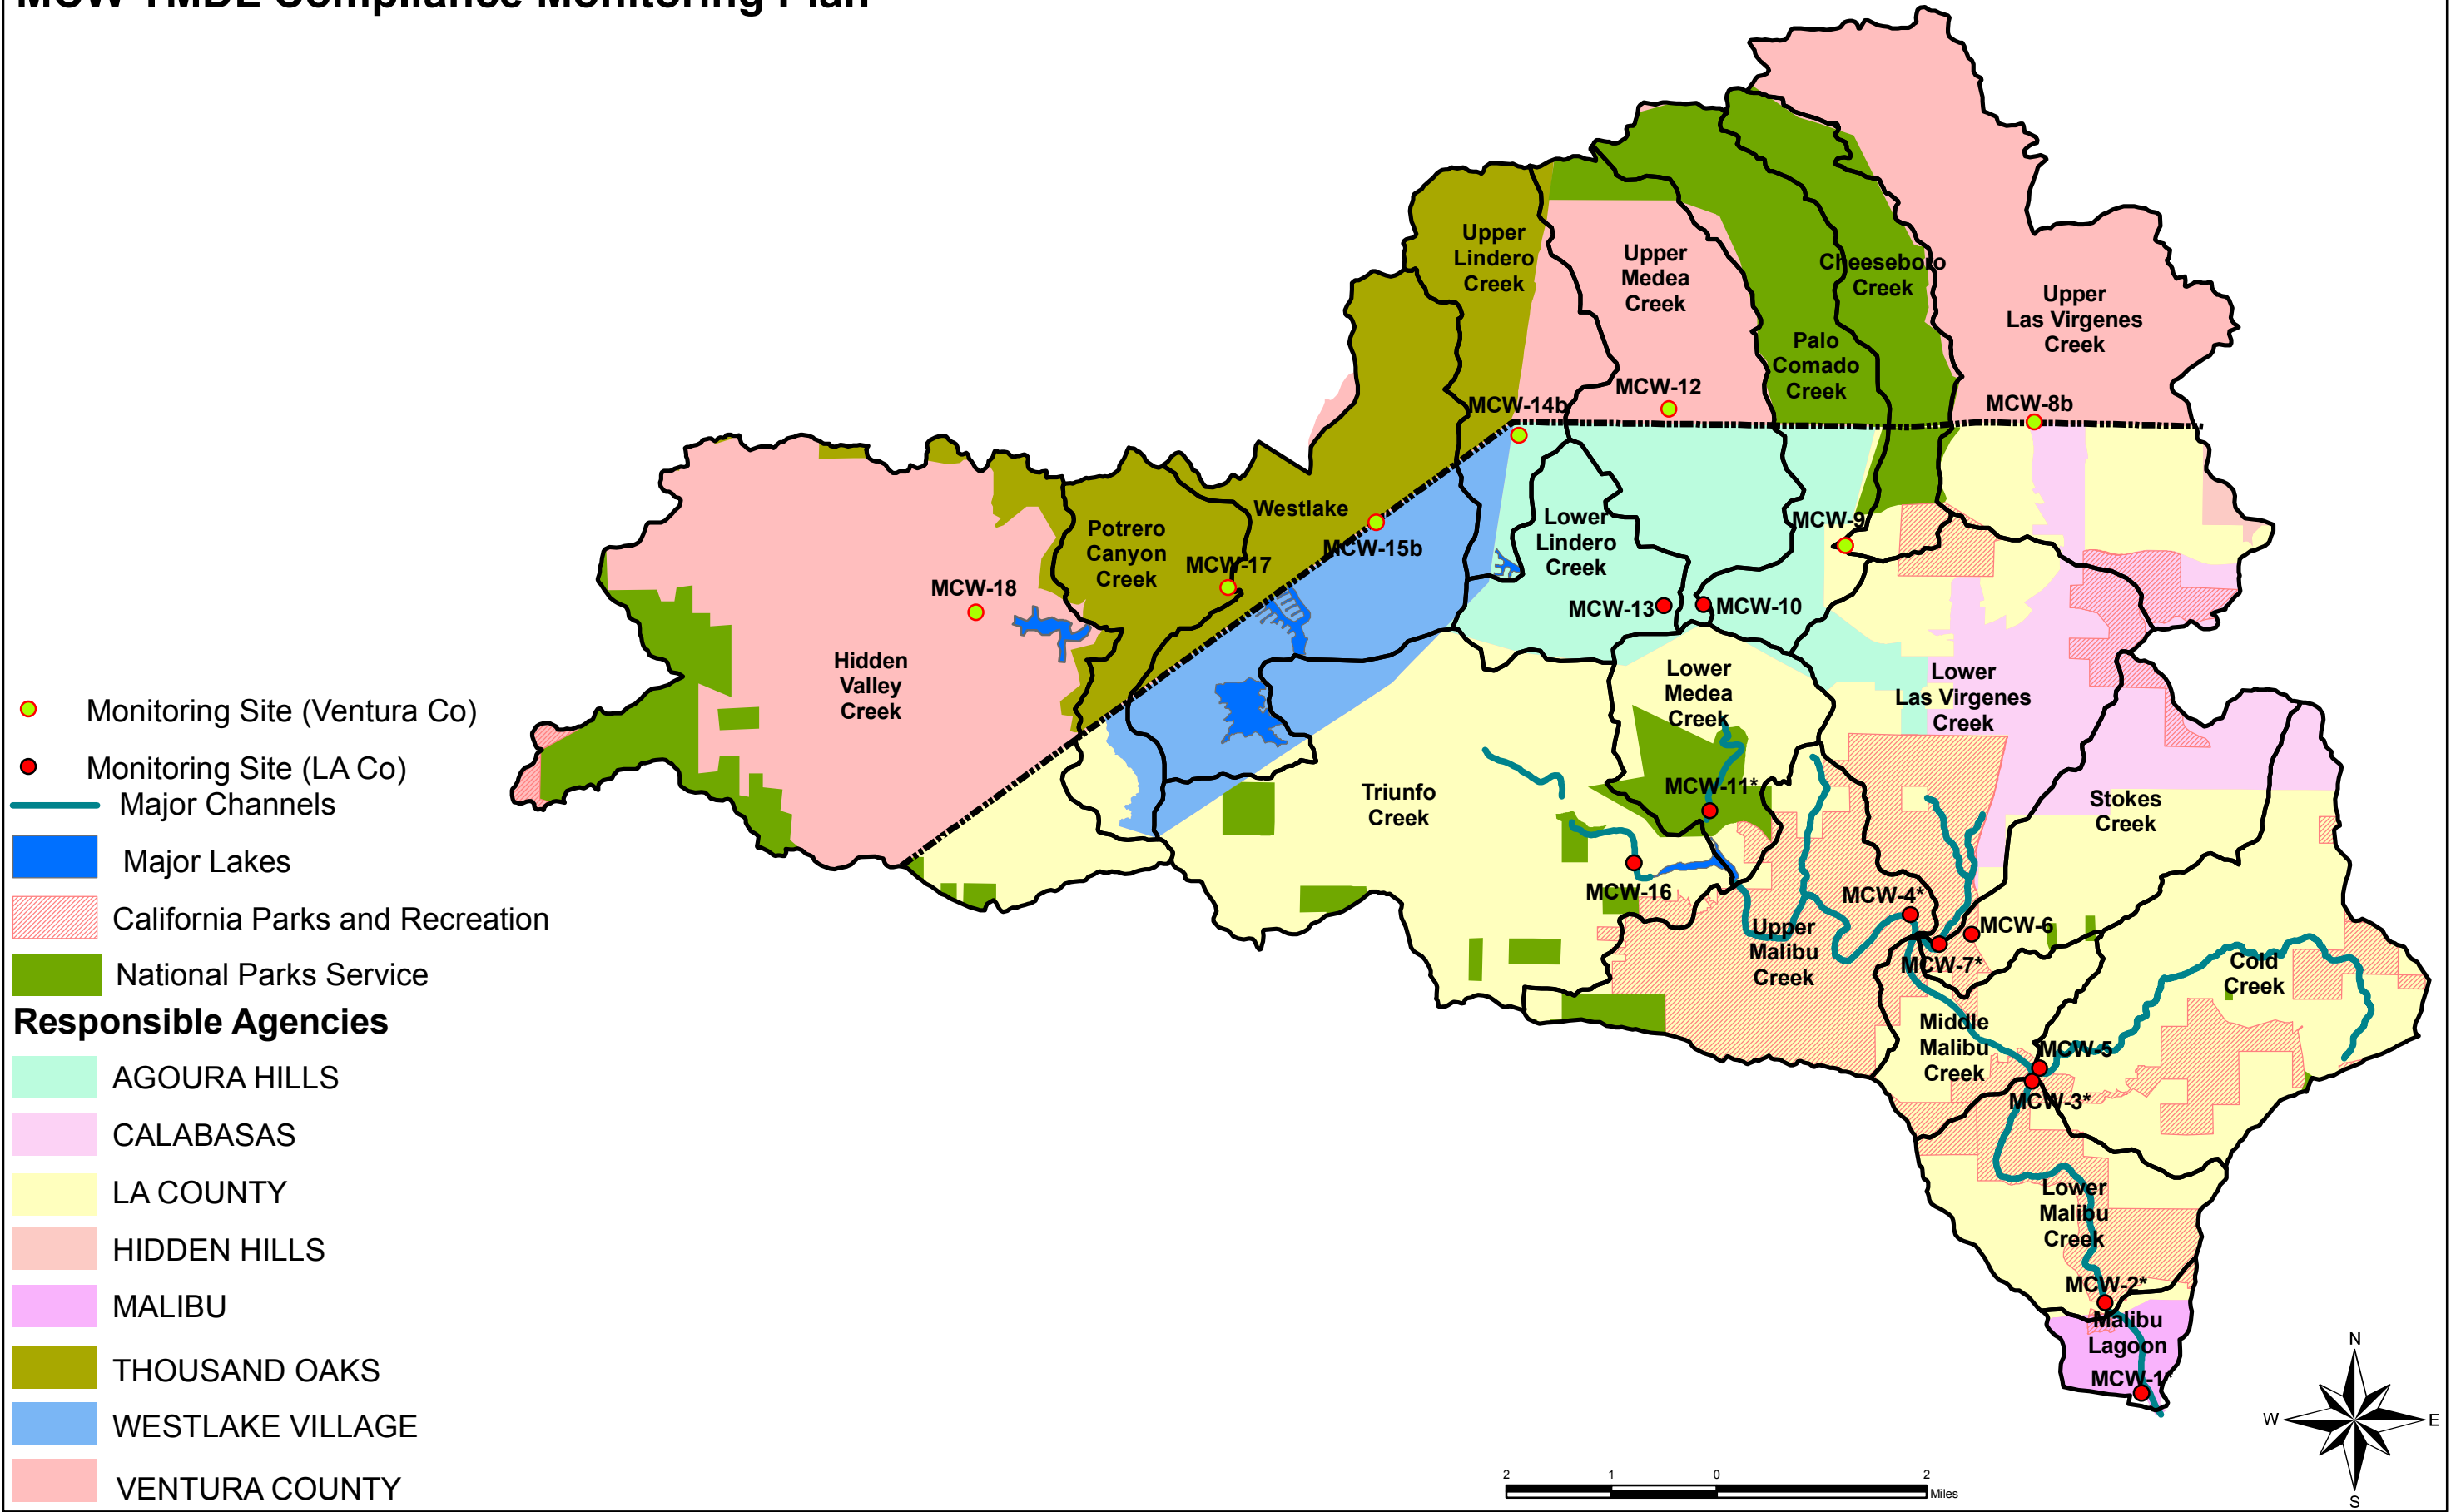 MCW TMDL Compliance Monitoring Plan
Upper
Lindero
Creek
Upper
Medea
Creek
Cheeseboro
Creek
Upper
Las Virgenes
Creek
Palo
Comado
Creek
MCW-12
MCW-14b
MCW-8b
Westlake
MCW-15b
Potrero
Canyon
Creek
MCW-17
MCW-18
Lower
Lindero
Creek
MCW-9
MCW-13
MCW-10
Hidden
Valley
Creek
Lower
Medea
Creek
Lower
Las Virgenes
Creek
Triunfo
Creek
MCW-11*
Stokes
Creek
MCW-16
MCW-4*
MCW-6
Upper
Malibu
Creek
MCW-7*
Cold
Creek
Middle
Malibu
Creek
MCW-5
MCW-3*
Lower
Malibu
Creek
MCW-2*
Malibu
Lagoon
MCW-1*
Monitoring Site (Ventura Co)
Monitoring Site (LA Co)
Major Channels
Major Lakes
California Parks and Recreation
National Parks Service
Responsible Agencies
AGOURA HILLS
CALABASAS
LA COUNTY
HIDDEN HILLS
MALIBU
THOUSAND OAKS
WESTLAKE VILLAGE
VENTURA COUNTY
N
W E
S
2 1 0 2
Miles